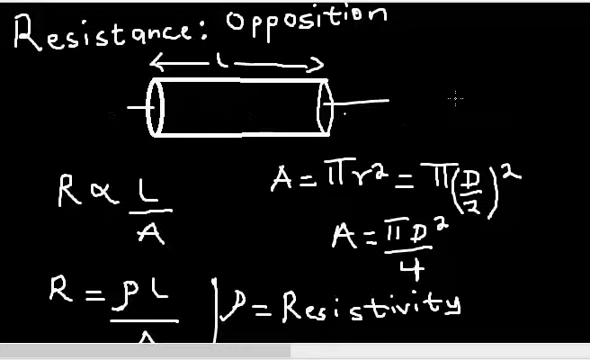 Resistance: Opposition
L
R ∝ L/A
A = πr² = π(D/2)²
A = πD²/4
R = ρL/A | ρ = Resistivity